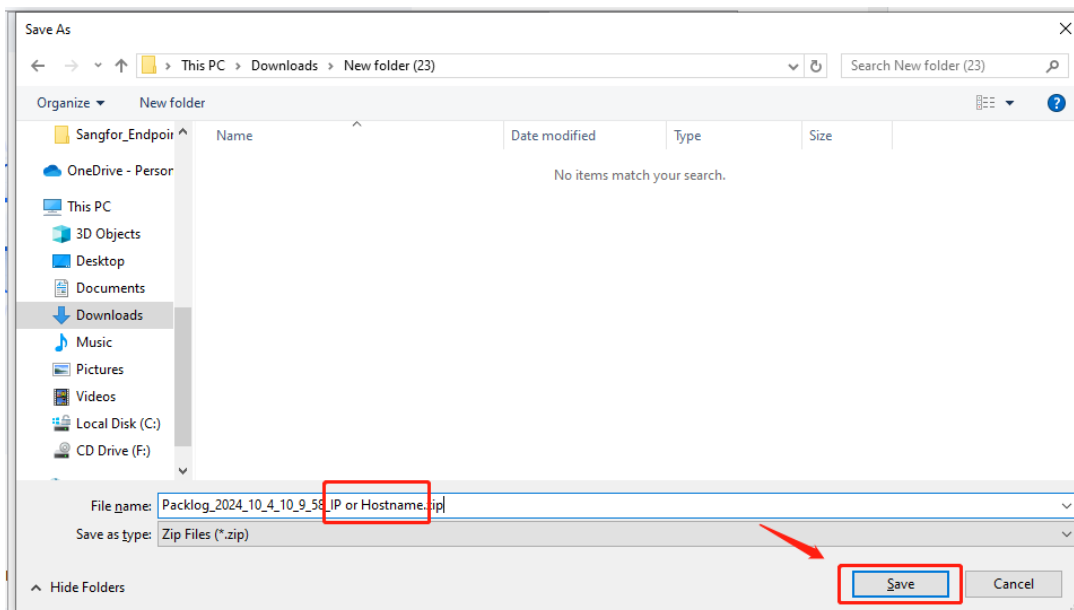 Save As
This PC > Downloads > New folder (23)
Search New folder (23)
Organize
New folder
Name
Date modified
Type
Size
Sangfor_Endpoin
No items match your search.
OneDrive - Person
This PC
3D Objects
Desktop
Documents
Downloads
Music
Pictures
Videos
Local Disk (C:)
CD Drive (F:)
File name: Packlog_2024_10_4_10_9_58_IP or Hostname.zip
Save as type: Zip Files (*.zip)
Hide Folders
Save
Cancel